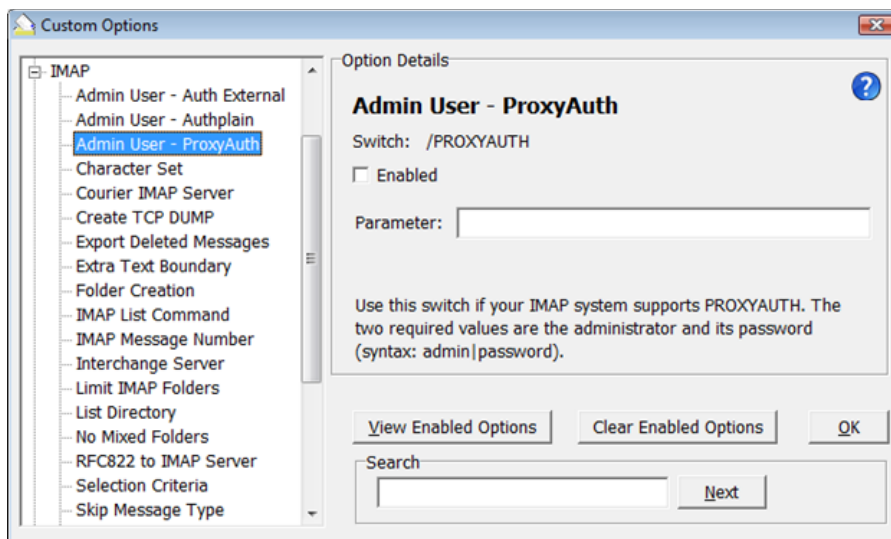 Custom Options
IMAP
Admin User - Auth External
Admin User - Authplain
Admin User - ProxyAuth
Character Set
Courier IMAP Server
Create TCP DUMP
Export Deleted Messages
Extra Text Boundary
Folder Creation
IMAP List Command
IMAP Message Number
Interchange Server
Limit IMAP Folders
List Directory
No Mixed Folders
RFC822 to IMAP Server
Selection Criteria
Skip Message Type
Option Details
Admin User - ProxyAuth
Switch: /PROXYAUTH
Enabled
Parameter:
Use this switch if your IMAP system supports PROXYAUTH. The
two required values are the administrator and its password
(syntax: admin|password).
View Enabled Options
Clear Enabled Options
OK
Search
Next